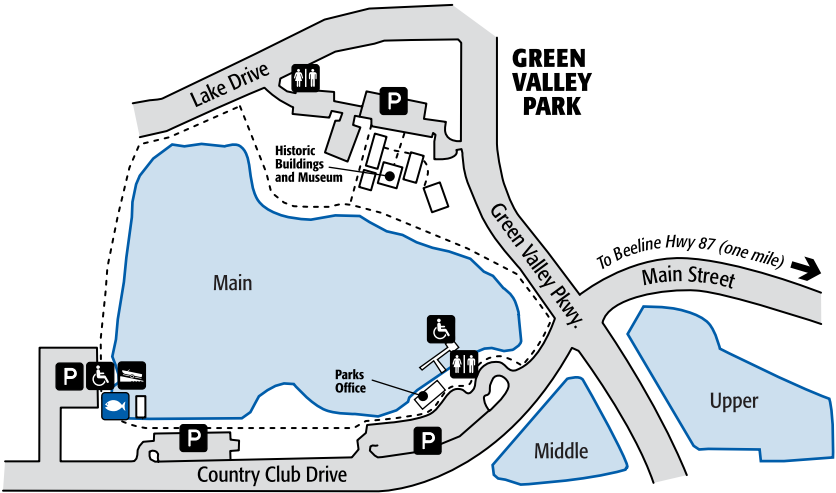 GREEN
VALLEY
PARK
Lake Drive
P
Historic
Buildings
and Museum
Green Valley Pkwy.
To Beeline Hwy 87 (one mile)
Main Street
Main
P
Parks
Office
Upper
P
P
Middle
Country Club Drive